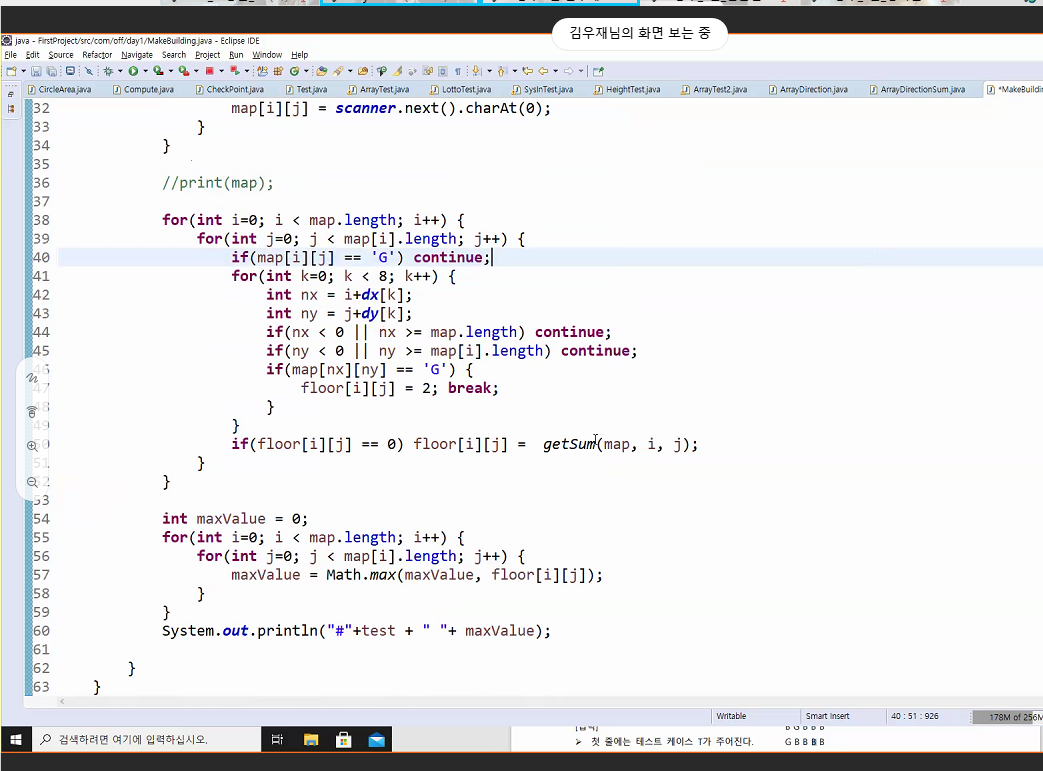 김우재님의 화면 보는 중
java - FirstProject/src/com/off/day1/MakeBuilding.java - Eclipse IDE
File Edit Source Refactor Navigate Search Project Run Window Help
CircleArea.java Compute.java CheckPoint.java Test.java ArrayTest.java LottoTest.java SysInTest.java HeightTest.java ArrayTest2.java ArrayDirection.java ArrayDirectionSum.java *MakeBuildin
32 map[i][j] = scanner.next().charAt(0);
33 }
34 }
35
36 //print(map);
37
38 for(int i=0; i < map.length; i++) {
39 for(int j=0; j < map[i].length; j++) {
40 if(map[i][j] == 'G') continue;
41 for(int k=0; k < 8; k++) {
42 int nx = i+dx[k];
43 int ny = j+dy[k];
44 if(nx < 0 || nx >= map.length) continue;
45 if(ny < 0 || ny >= map[i].length) continue;
46 if(map[nx][ny] == 'G') {
47 floor[i][j] = 2; break;
48 }
49 }
50 if(floor[i][j] == 0) floor[i][j] = getSum(map, i, j);
51 }
52 }
53
54 int maxValue = 0;
55 for(int i=0; i < map.length; i++) {
56 for(int j=0; j < map[i].length; j++) {
57 maxValue = Math.max(maxValue, floor[i][j]);
58 }
59 }
60 System.out.println("#"+test + " "+ maxValue);
61
62 }
63 }
Writable Smart Insert 40 : 51 : 926 178M of 256M
검색하려면 여기에 입력하십시오.
➢ 첫 줄에는 테스트 케이스 T가 주어진다. G B B B B